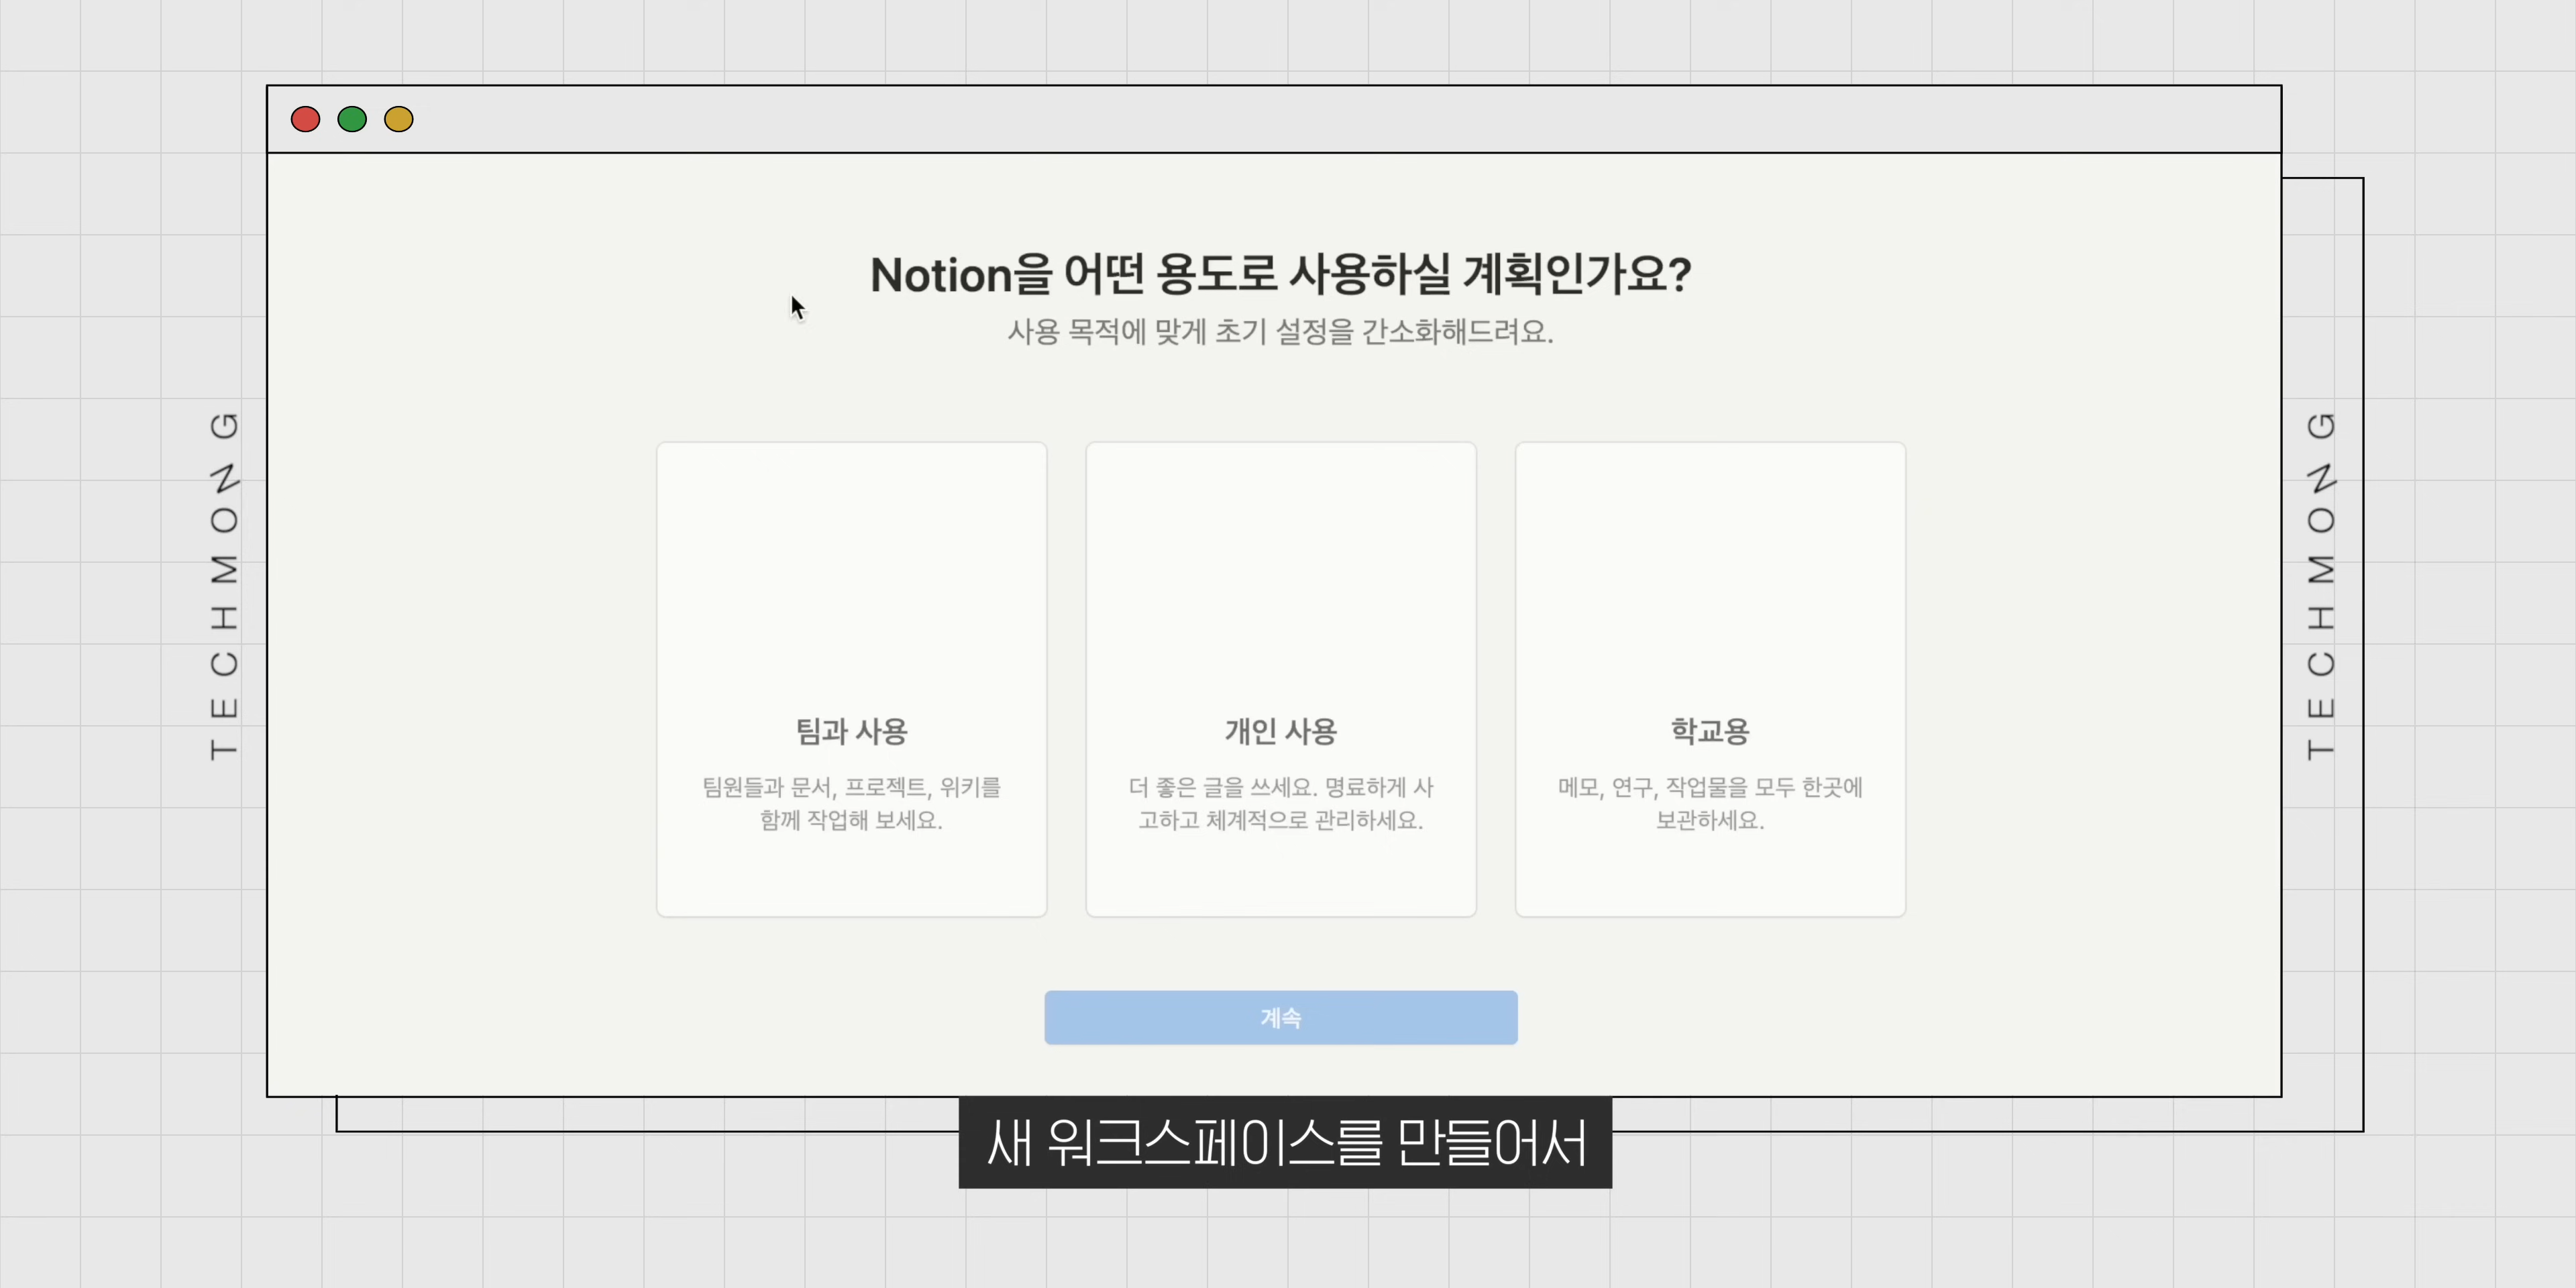 Notion을 어떤 용도로 사용하실 계획인가요?
사용 목적에 맞게 초기 설정을 간소화해드려요.
TECHMONG
팀과 사용
팀원들과 문서, 프로젝트, 위키를
함께 작업해 보세요.
개인 사용
더 좋은 글을 쓰세요. 명료하게 사
고하고 체계적으로 관리하세요.
학교용
메모, 연구, 작업물을 모두 한곳에
보관하세요.
TECHMONG
계속
새 워크스페이스를 만들어서